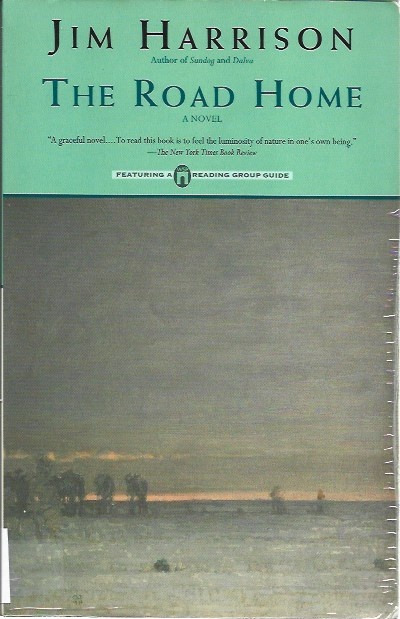 JIM HARRISON
Author of Sundog and Dalva
THE ROAD HOME
A NOVEL
"A graceful novel....To read this book is to feel the luminosity of nature in one's own being."
—The New York Times Book Review
FEATURING A READING GROUP GUIDE